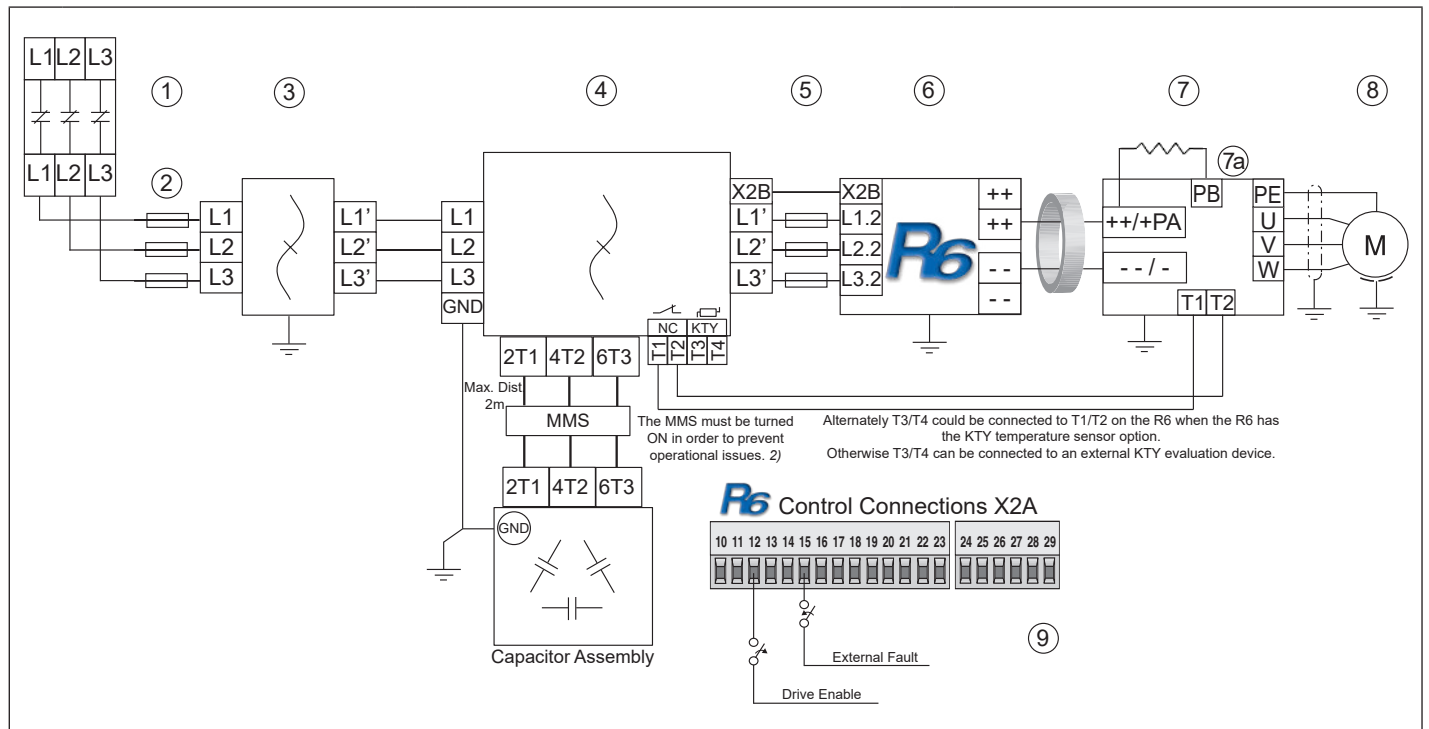 L1 L2 L3
1
3
4
5
6
7
8
L1 L2 L3
2
7a
L1 L1'
L2 L2'
L3 L3'
L1
L2
L3
GND
X2B
L1'
L2'
L3'
X2B
L1.2
L2.2
L3.2
R6
++
++
- -
- -
PB
++/+PA
- - / -
PE
U
V
W
T1 T2
M
NC KTY
T1 T2 T3 T4
2T1 4T2 6T3
Max. Dist.
2m
MMS
The MMS must be turned
ON in order to prevent
operational issues. 2)
Alternately T3/T4 could be connected to T1/T2 on the R6 when the R6 has
the KTY temperature sensor option.
Otherwise T3/T4 can be connected to an external KTY evaluation device.
2T1 4T2 6T3
GND
Capacitor Assembly
R6 Control Connections X2A
10 11 12 13 14 15 16 17 18 19 20 21 22 23 24 25 26 27 28 29
9
External Fault
Drive Enable